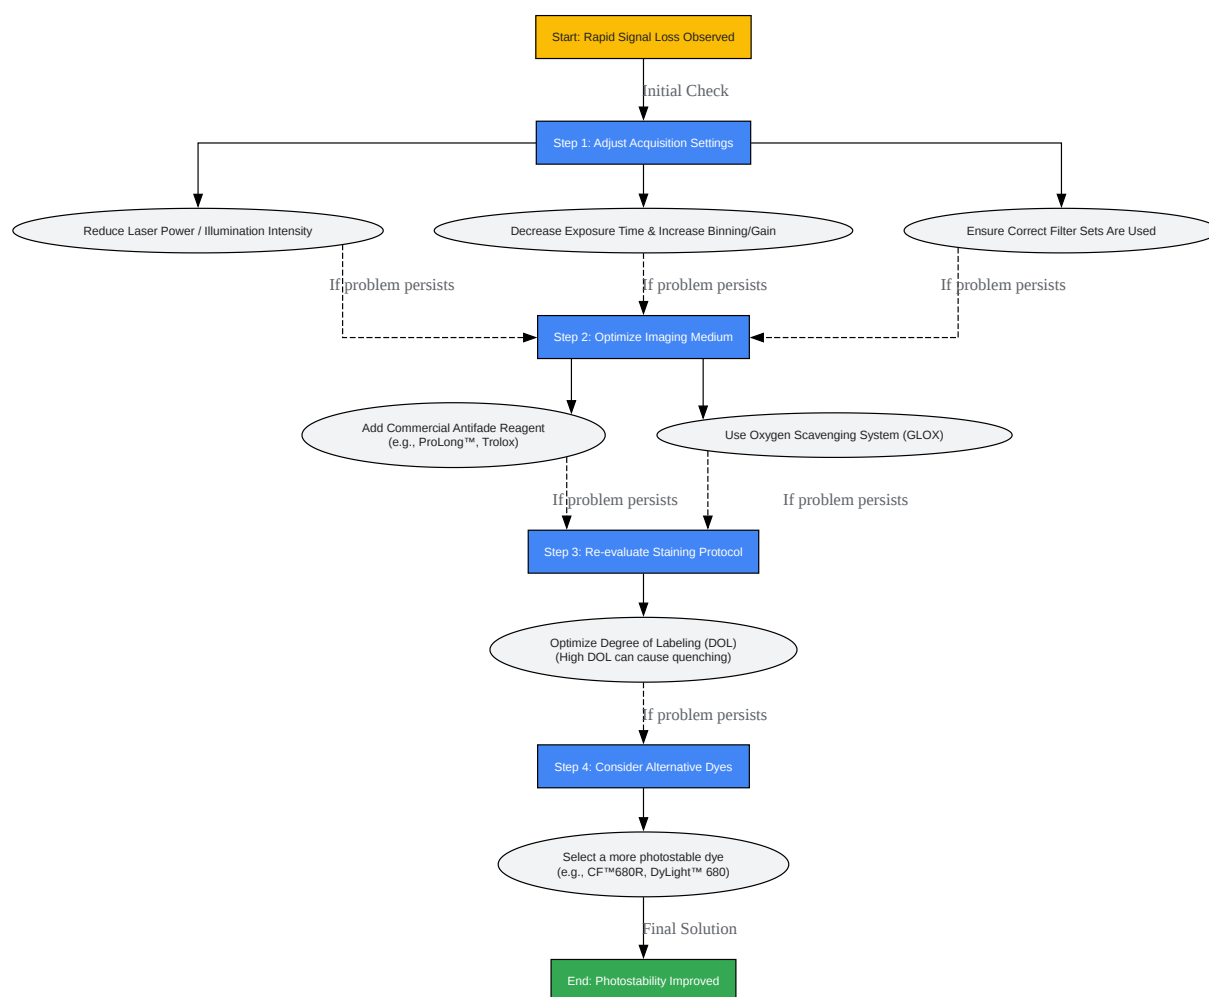 Start: Rapid Signal Loss Observed
Initial Check
Step 1: Adjust Acquisition Settings
Reduce Laser Power / Illumination Intensity
Decrease Exposure Time & Increase Binning/Gain
Ensure Correct Filter Sets Are Used
If problem persists
If problem persists
If problem persists
Step 2: Optimize Imaging Medium
Add Commercial Antifade Reagent
(e.g., ProLong™, Trolox)
Use Oxygen Scavenging System (GLOX)
If problem persists
If problem persists
Step 3: Re-evaluate Staining Protocol
Optimize Degree of Labeling (DOL)
(High DOL can cause quenching)
If problem persists
Step 4: Consider Alternative Dyes
Select a more photostable dye
(e.g., CF™680R, DyLight™ 680)
Final Solution
End: Photostability Improved